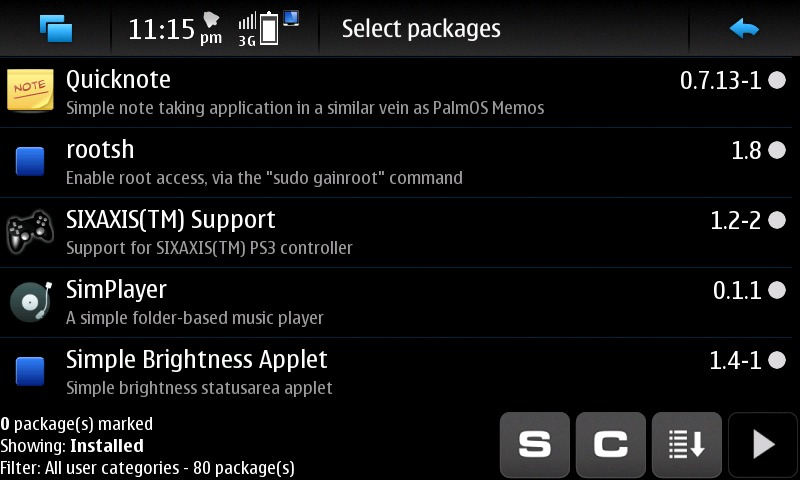 11:15 pm 3G Select packages
NOTE
Quicknote 0.7.13-1
Simple note taking application in a similar vein as PalmOS Memos
rootsh 1.8
Enable root access, via the "sudo gainroot" command
SIXAXIS(TM) Support 1.2-2
Support for SIXAXIS(TM) PS3 controller
SimPlayer 0.1.1
A simple folder-based music player
Simple Brightness Applet 1.4-1
Simple brightness statusarea applet
0 package(s) marked
Showing: Installed
Filter: All user categories - 80 package(s)
S C